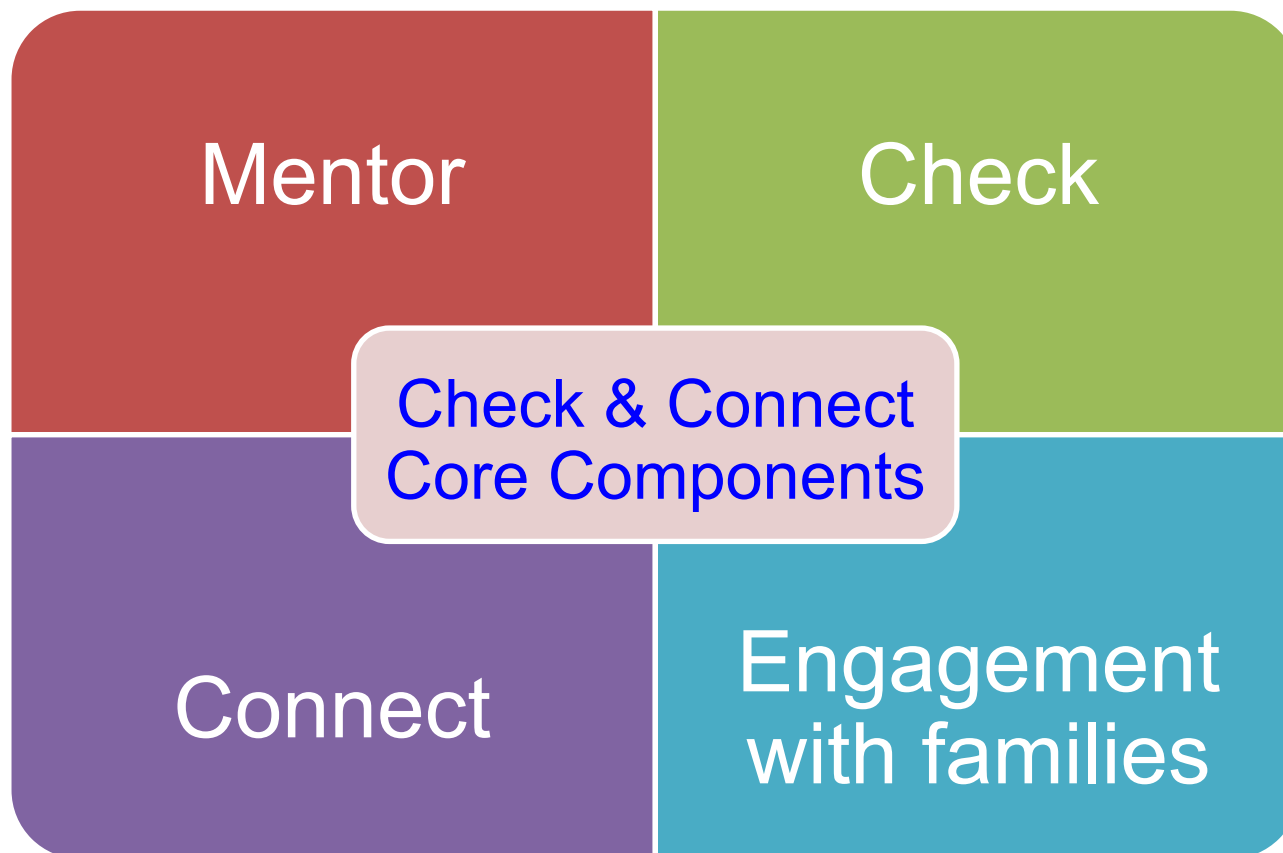 Mentor
Check
Check & Connect
Core Components
Connect
Engagement
with families